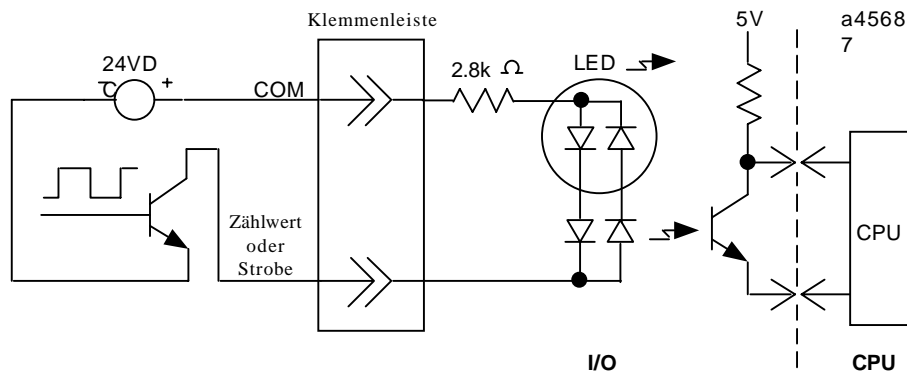 Klemmenleiste
5V
a4568
7
24VD
C
+
-
COM
2.8k Ω
LED
Zählwert
oder
Strobe
CPU
I/O
CPU